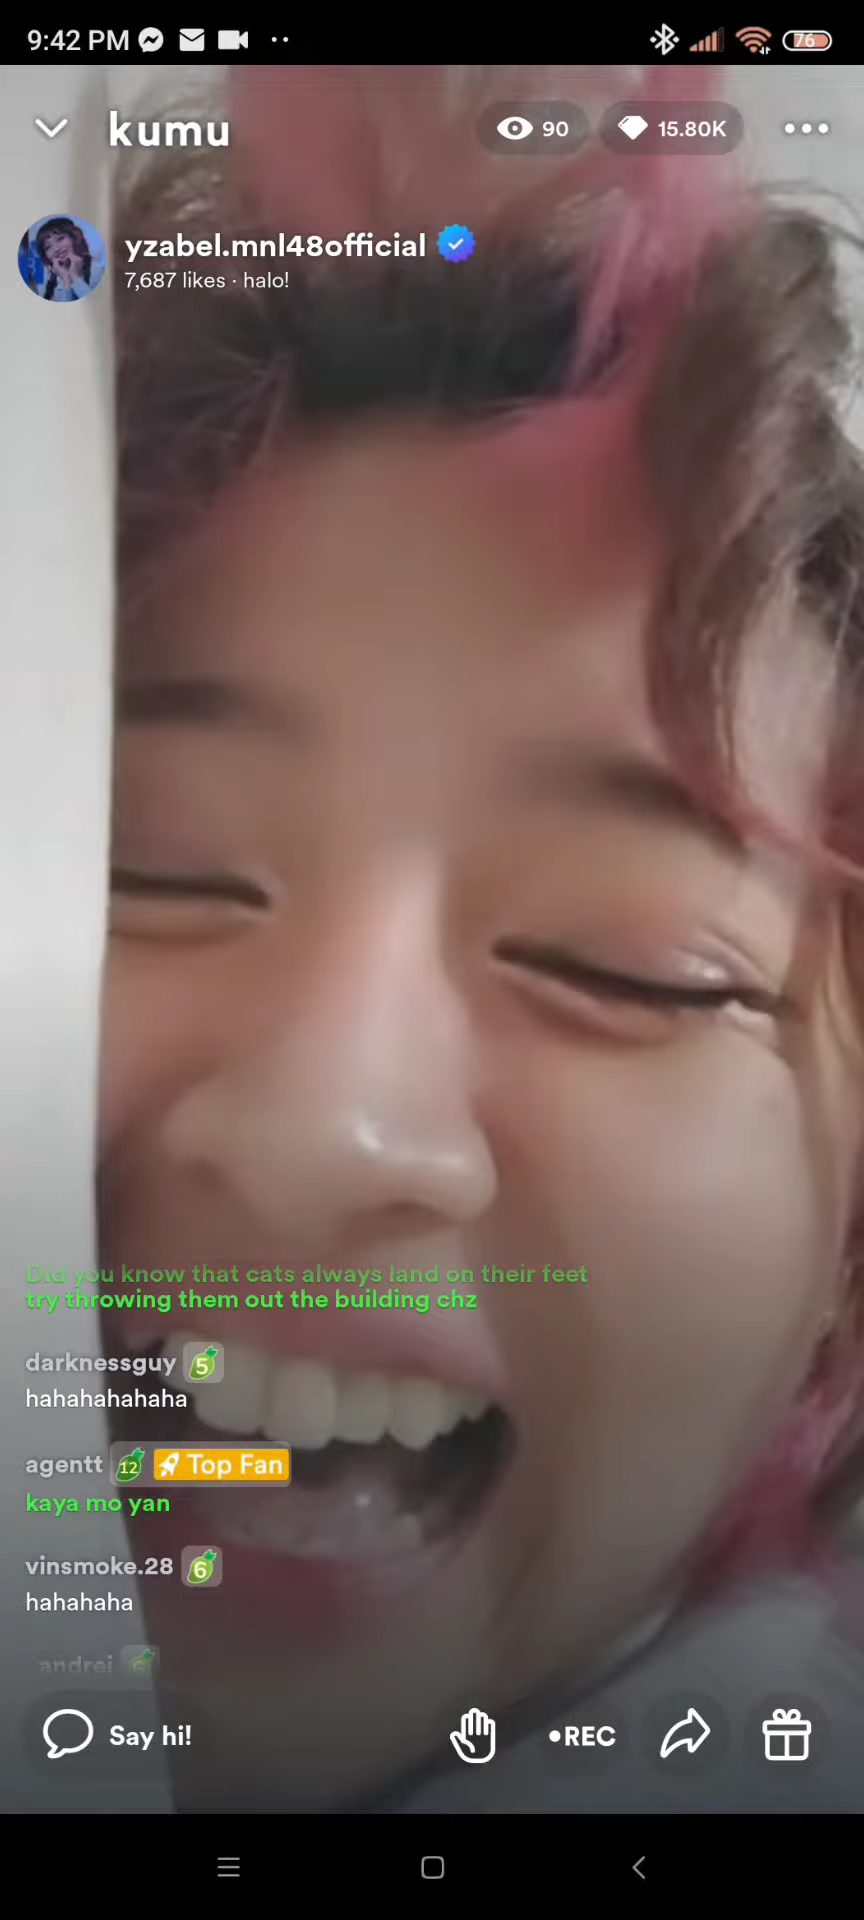 9:42 PM
76
kumu
90
15.80K
yzabel.mnl48official
7,687 likes · halo!
Did you know that cats always land on their feet
try throwing them out the building chz
darknessguy 5
hahahahahaha
agentt 12 Top Fan
kaya mo yan
vinsmoke.28 6
hahahaha
andrei 6
Say hi!
•REC